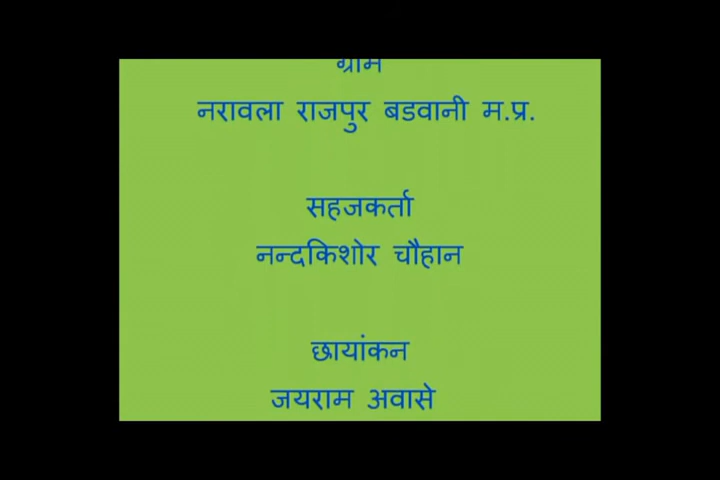 ग्राम
नरावला राजपुर बडवानी म.प्र.
सहजकर्ता
नन्दकिशोर चौहान
छायांकन
जयराम अवासे